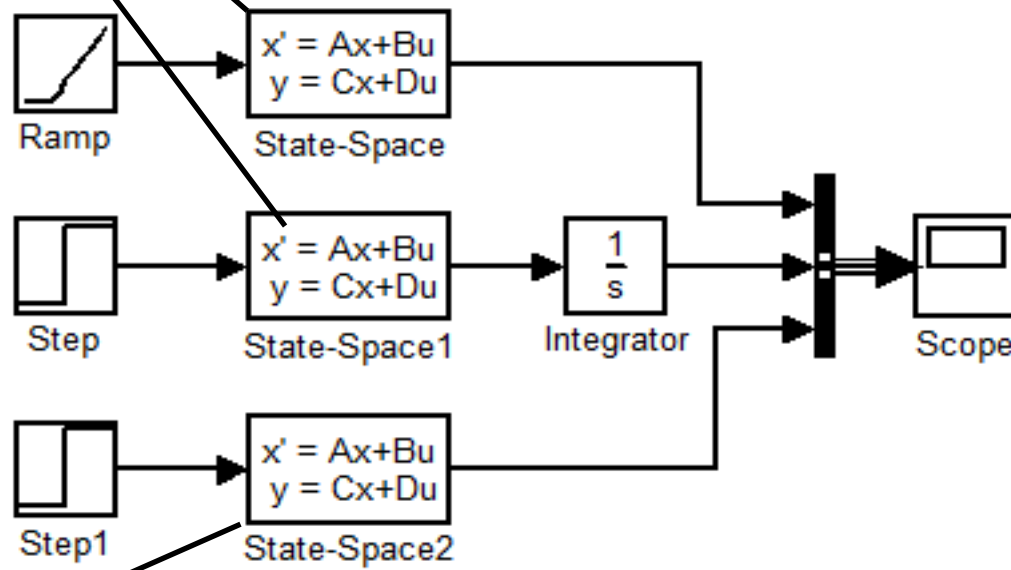 x' = Ax+Bu
y = Cx+Du
Ramp
State-Space
x' = Ax+Bu
y = Cx+Du
1
s
Step
State-Space1
Integrator
Scope
x' = Ax+Bu
y = Cx+Du
Step1
State-Space2